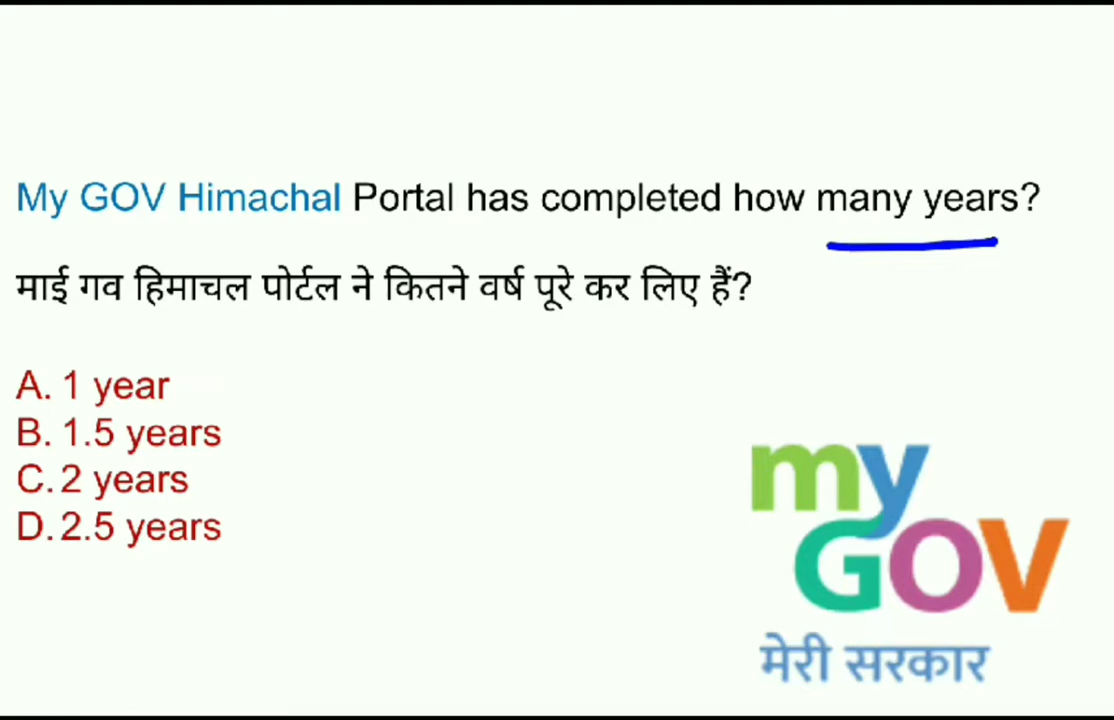 My GOV Himachal Portal has completed how many years?
माई गव हिमाचल पोर्टल ने कितने वर्ष पूरे कर लिए हैं?
A. 1 year
B. 1.5 years
C. 2 years
D. 2.5 years
my
GOV
मेरी सरकार